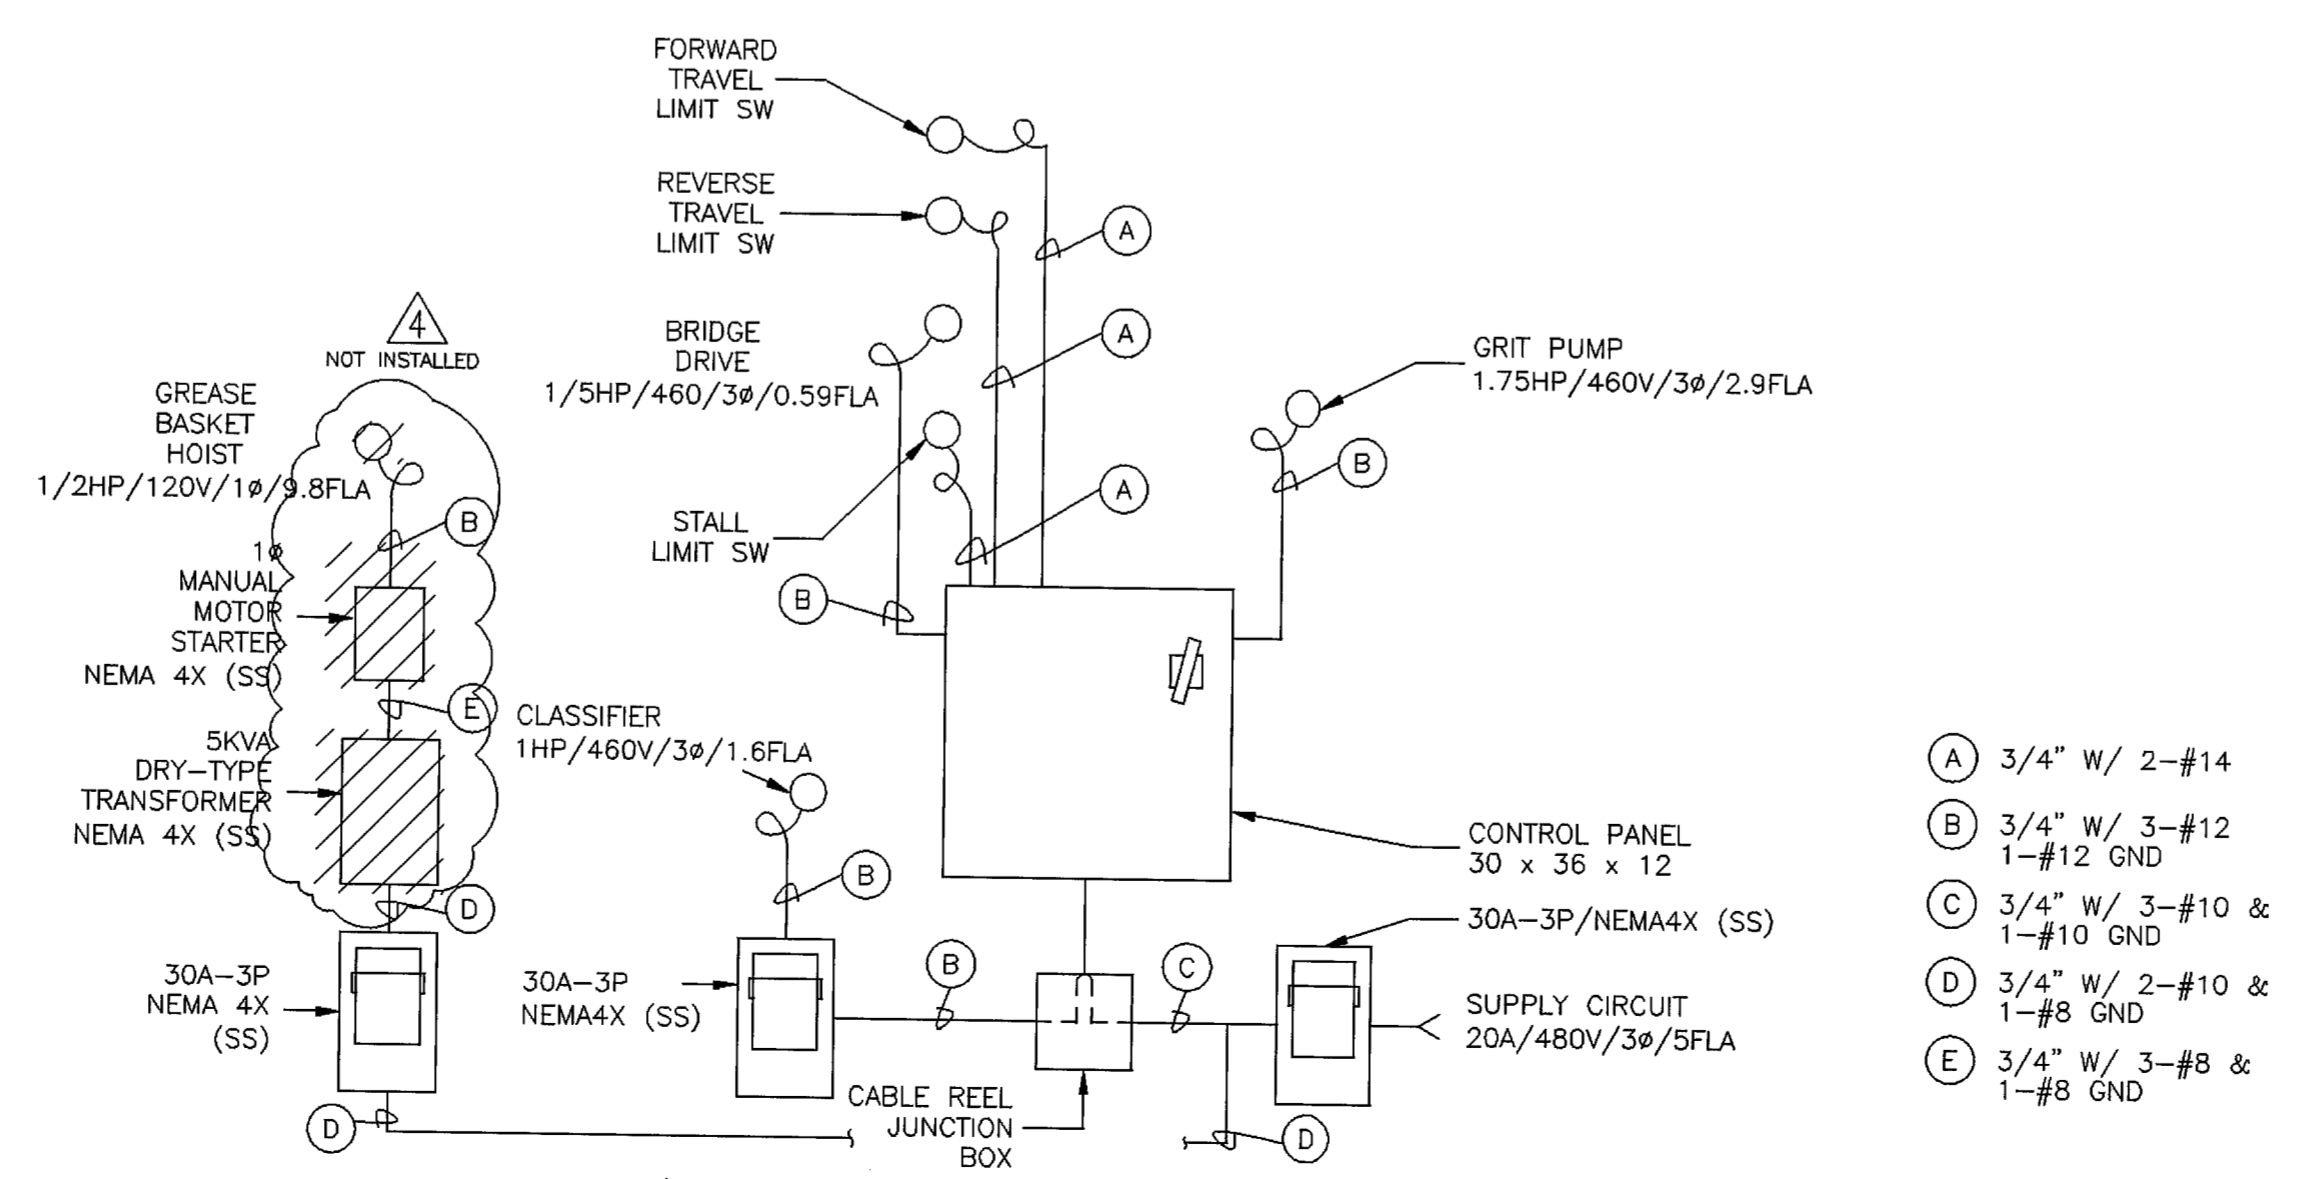 FORWARD
TRAVEL
LIMIT SW
REVERSE
TRAVEL
LIMIT SW
A
A
BRIDGE
DRIVE
1/5HP/460/3ø/0.59FLA
STALL
LIMIT SW
A
B
GRIT PUMP
1.75HP/460V/3ø/2.9FLA
B
4
NOT INSTALLED
GREASE
BASKET
HOIST
1/2HP/120V/1ø/9.8FLA
B
1ø
MANUAL
MOTOR
STARTER
NEMA 4X (SS)
E
5KVA
DRY-TYPE
TRANSFORMER
NEMA 4X (SS)
D
30A-3P
NEMA 4X
(SS)
D
CLASSIFIER
1HP/460V/3ø/1.6FLA
B
30A-3P
NEMA4X (SS)
B
C
CABLE REEL
JUNCTION
BOX
D
CONTROL PANEL
30 x 36 x 12
30A-3P/NEMA4X (SS)
SUPPLY CIRCUIT
20A/480V/3ø/5FLA
A 3/4" W/ 2-#14
B 3/4" W/ 3-#12
1-#12 GND
C 3/4" W/ 3-#10 &
1-#10 GND
D 3/4" W/ 2-#10 &
1-#8 GND
E 3/4" W/ 3-#8 &
1-#8 GND